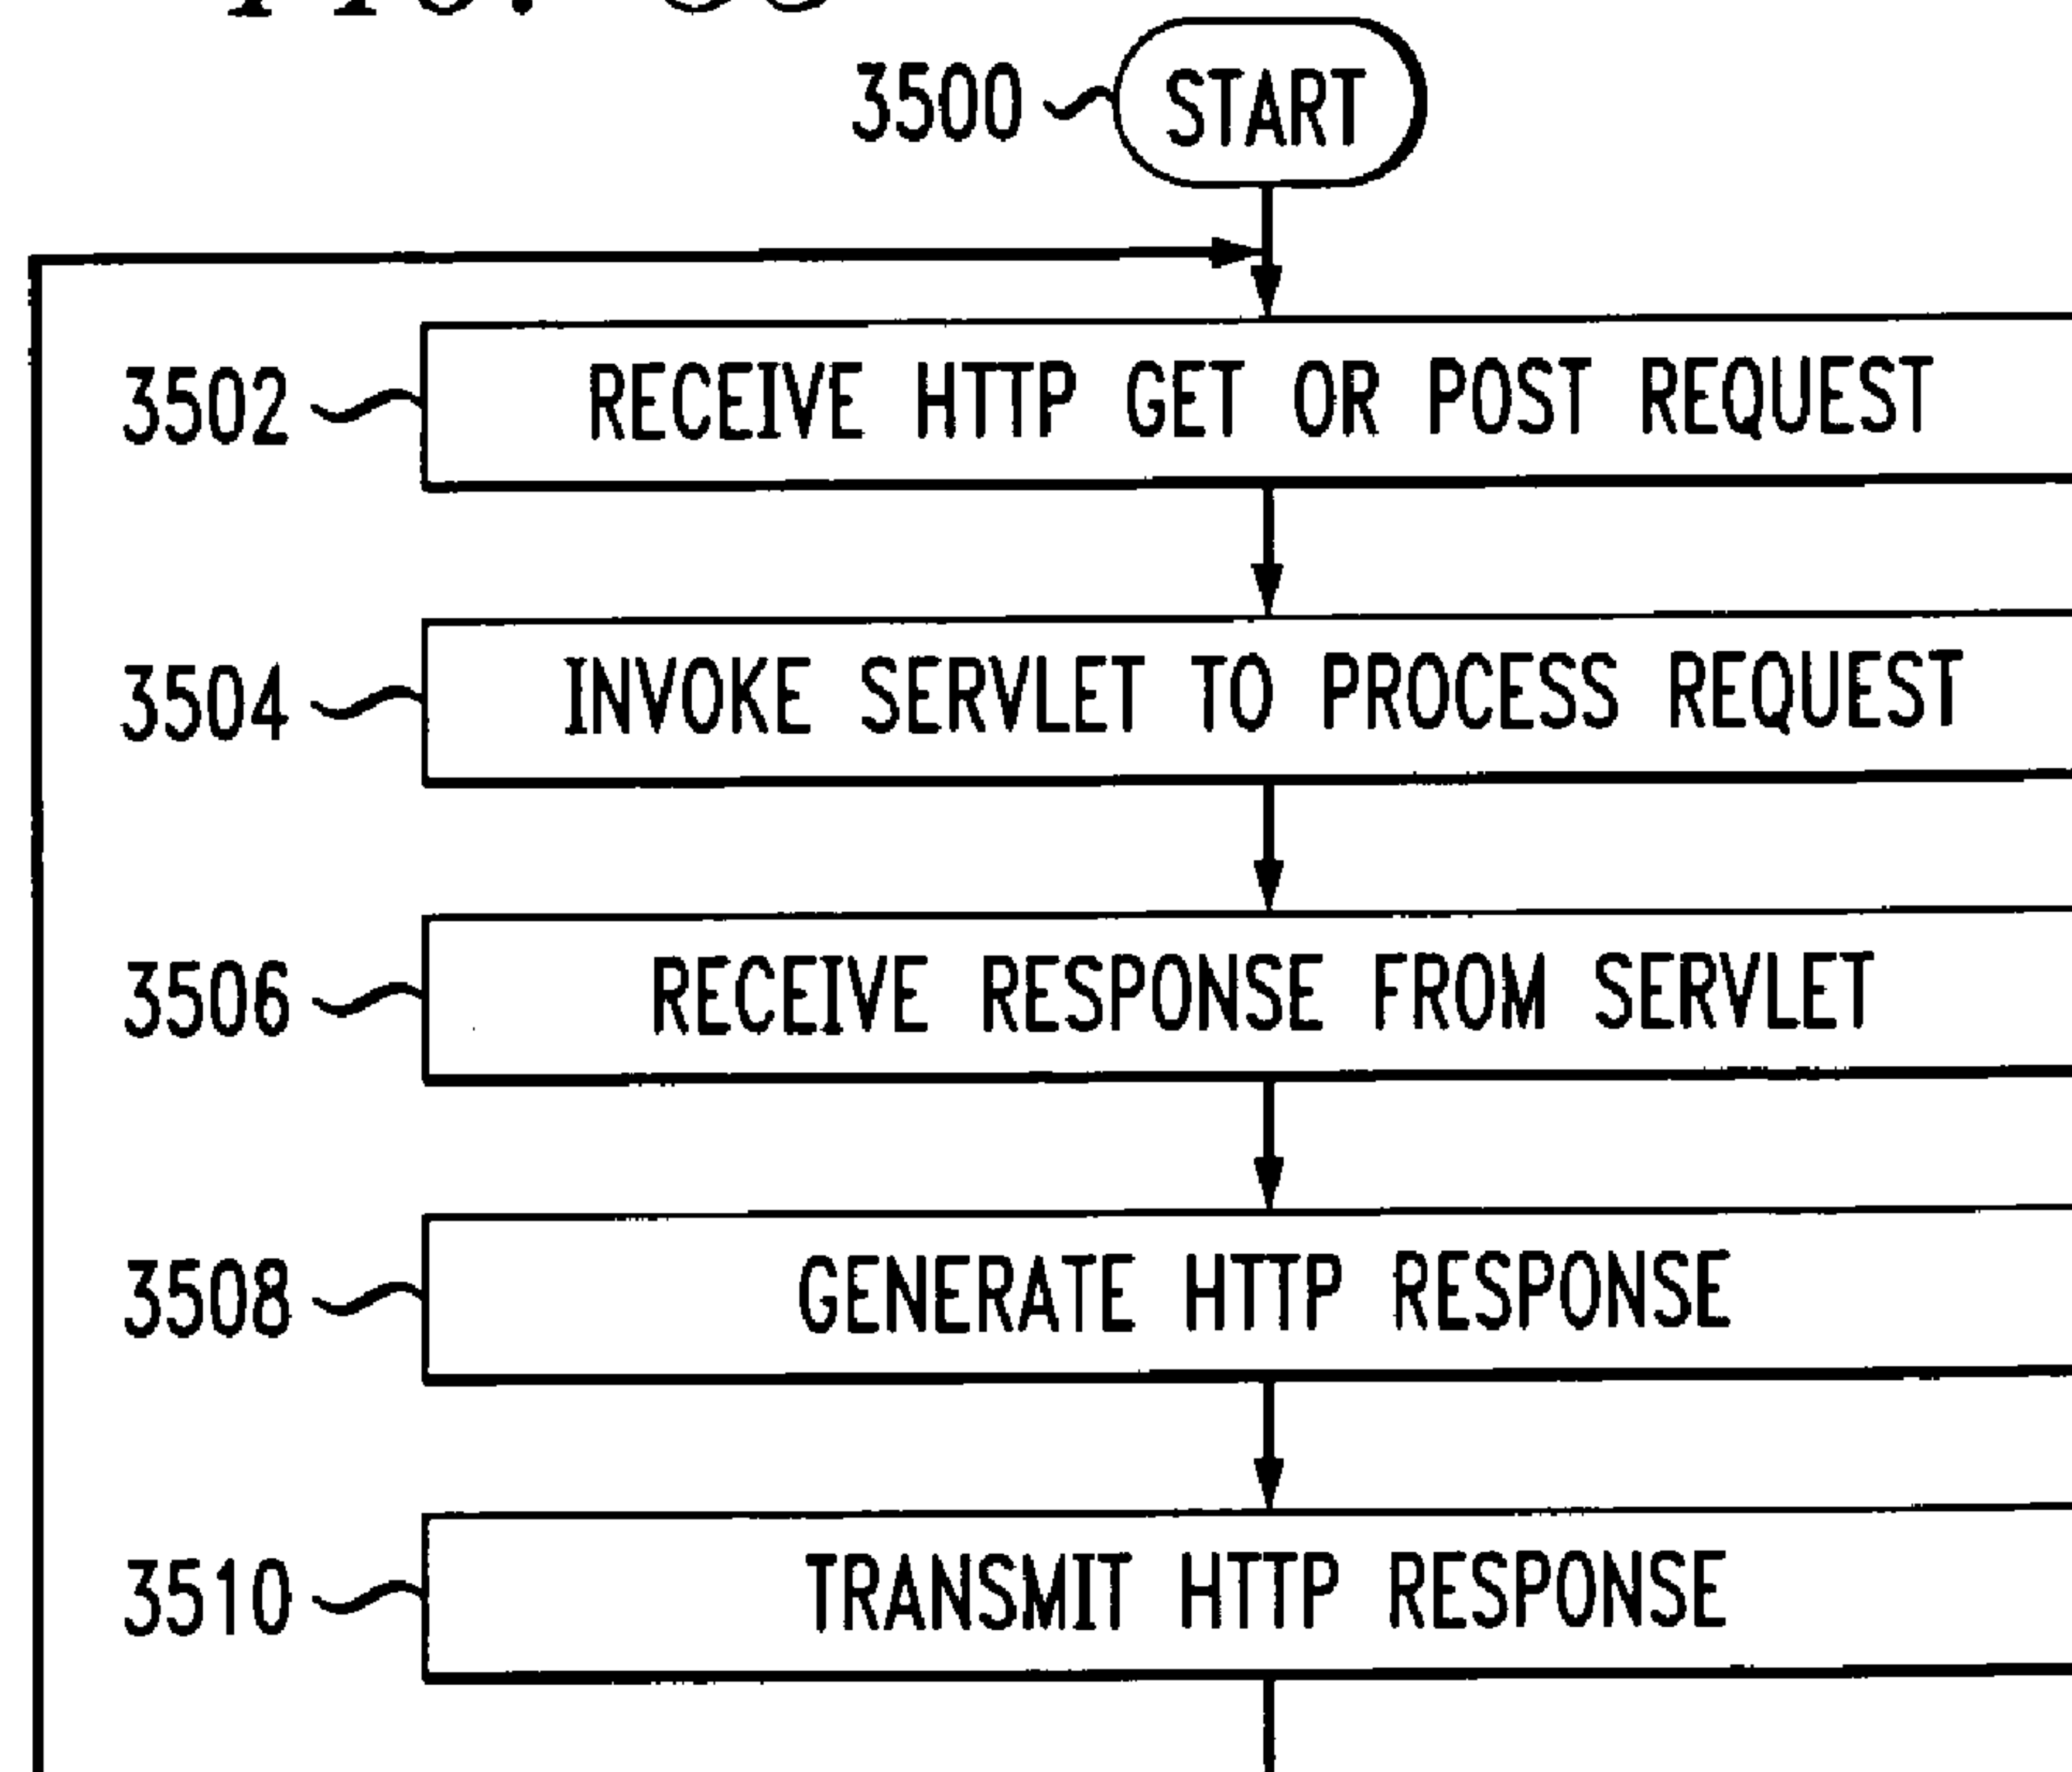 3500 START
3502 RECEIVE HTTP GET OR POST REQUEST
3504 INVOKE SERVLET TO PROCESS REQUEST
3506 RECEIVE RESPONSE FROM SERVLET
3508 GENERATE HTTP RESPONSE
3510 TRANSMIT HTTP RESPONSE